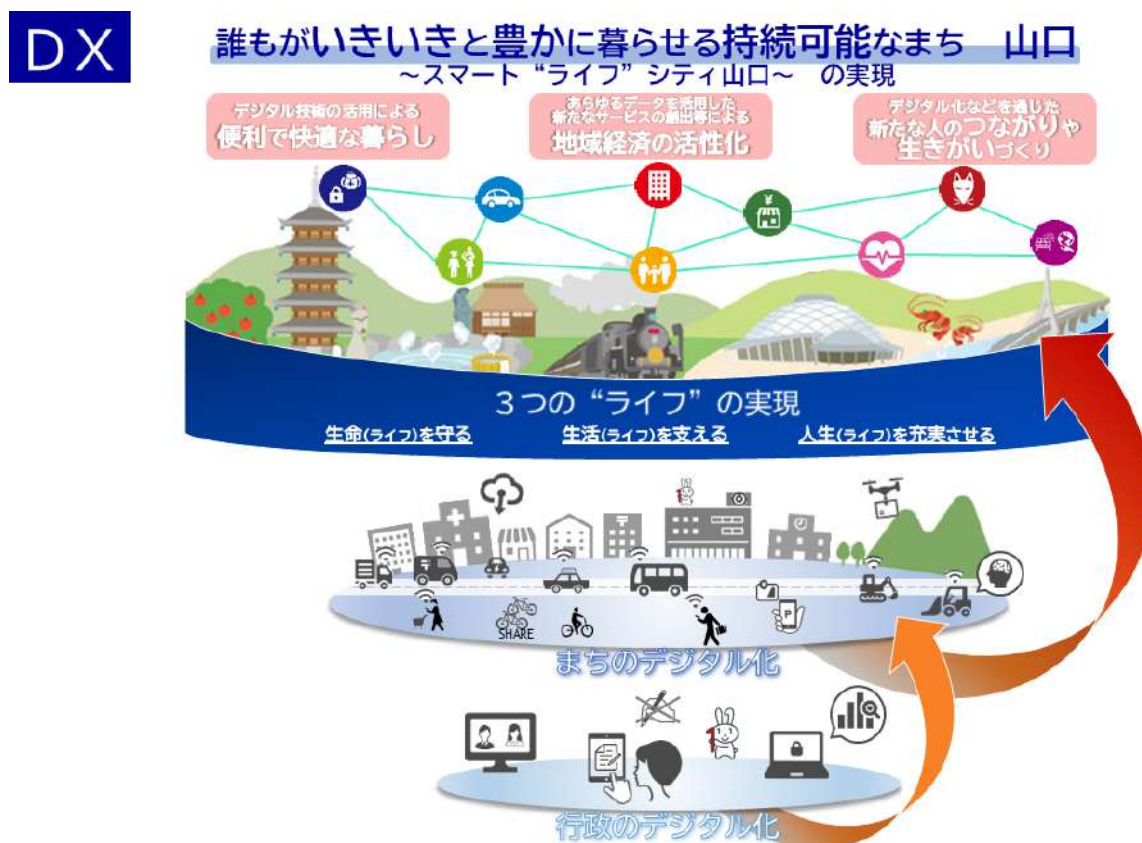 DX
誰もがいきいきと豊かに暮らせる持続可能なまち　山口
～スマート“ライフ”シティ山口～　の実現
デジタル技術の活用による
便利で快適な暮らし
あらゆるデータを活用した
新たなサービスの創出等による
地域経済の活性化
デジタル化などを通じた
新たな人のつながりや
生きがいづくり
¥
３つの“ライフ”の実現
生命(ライフ)を守る
生活(ライフ)を支える
人生(ライフ)を充実させる
〒
〒
P
SHARE
まちのデジタル化
行政のデジタル化